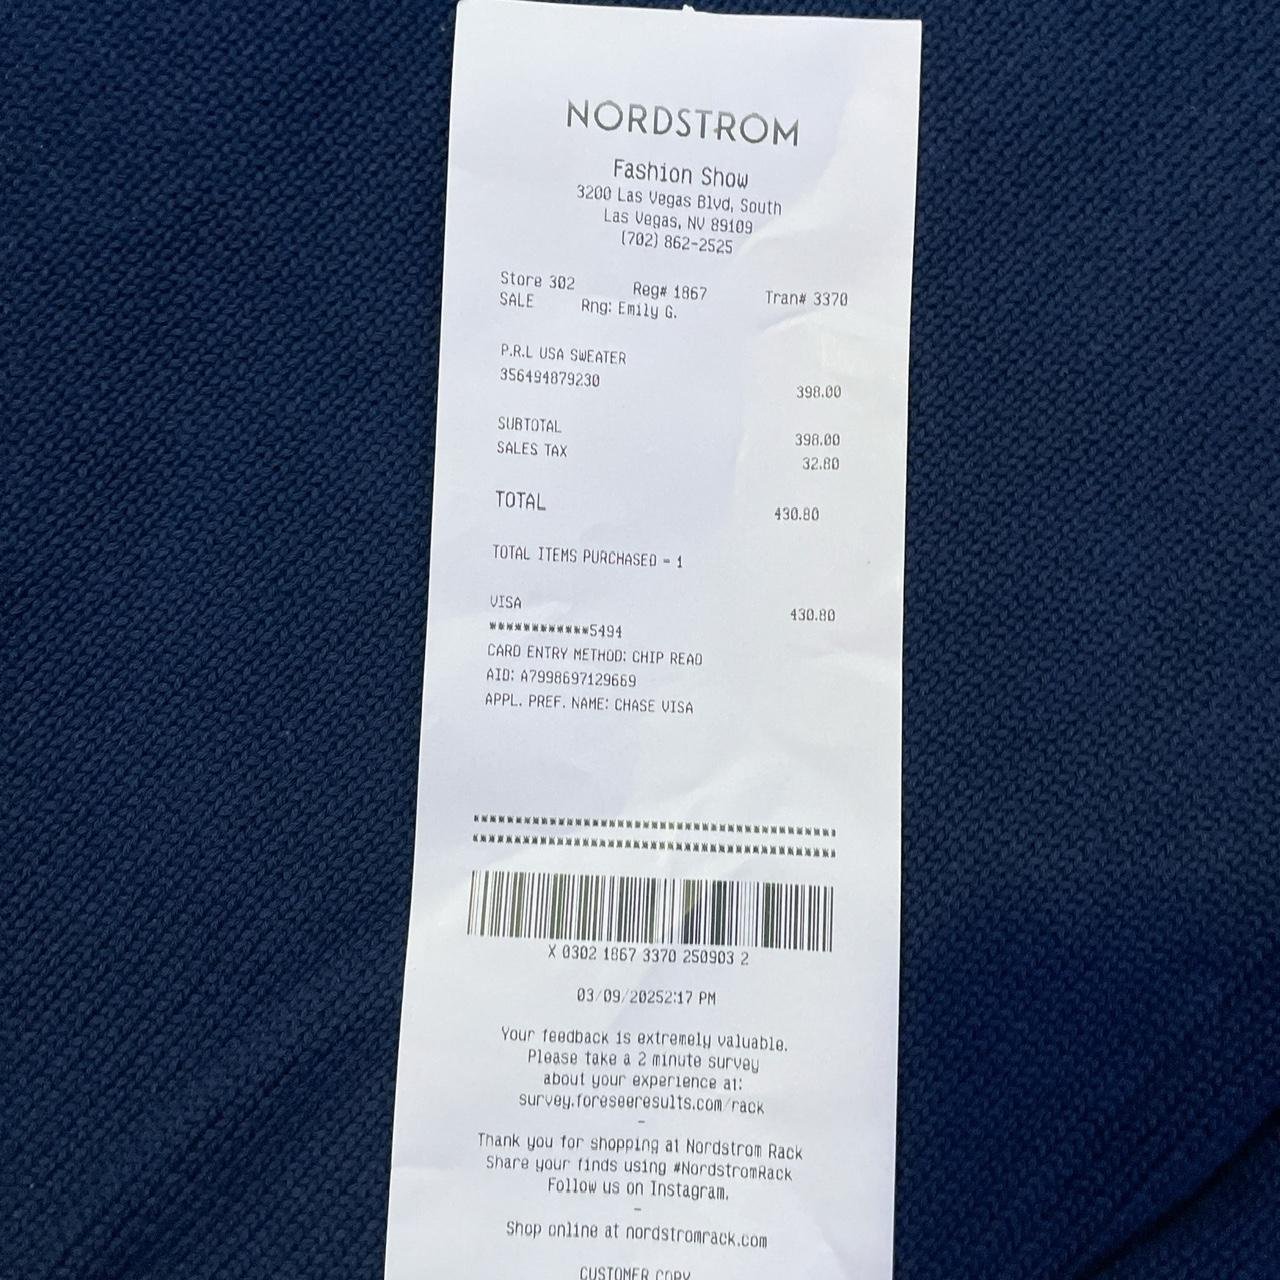 NORDSTROM
Fashion Show
3200 Las Vegas Blvd, South
Las Vegas, NV 89109
(702) 862-2525
Store 302 Reg# 1867 Tran# 3370
SALE Rng: Emily G.
P.R.L USA SWEATER
356494879230 398.00
SUBTOTAL 398.00
SALES TAX 32.80
TOTAL 430.80
TOTAL ITEMS PURCHASED = 1
VISA 430.80
************5494
CARD ENTRY METHOD: CHIP READ
AID: A7998697129669
APPL. PREF. NAME: CHASE VISA
X 0302 1867 3370 250903 2
03/09/20252:17 PM
Your feedback is extremely valuable.
Please take a 2 minute survey
about your experience at:
survey.foreseeresults.com/rack
-
Thank you for shopping at Nordstrom Rack
Share your finds using #NordstromRack
Follow us on Instagram.
-
Shop online at nordstromrack.com
CUSTOMER COPY